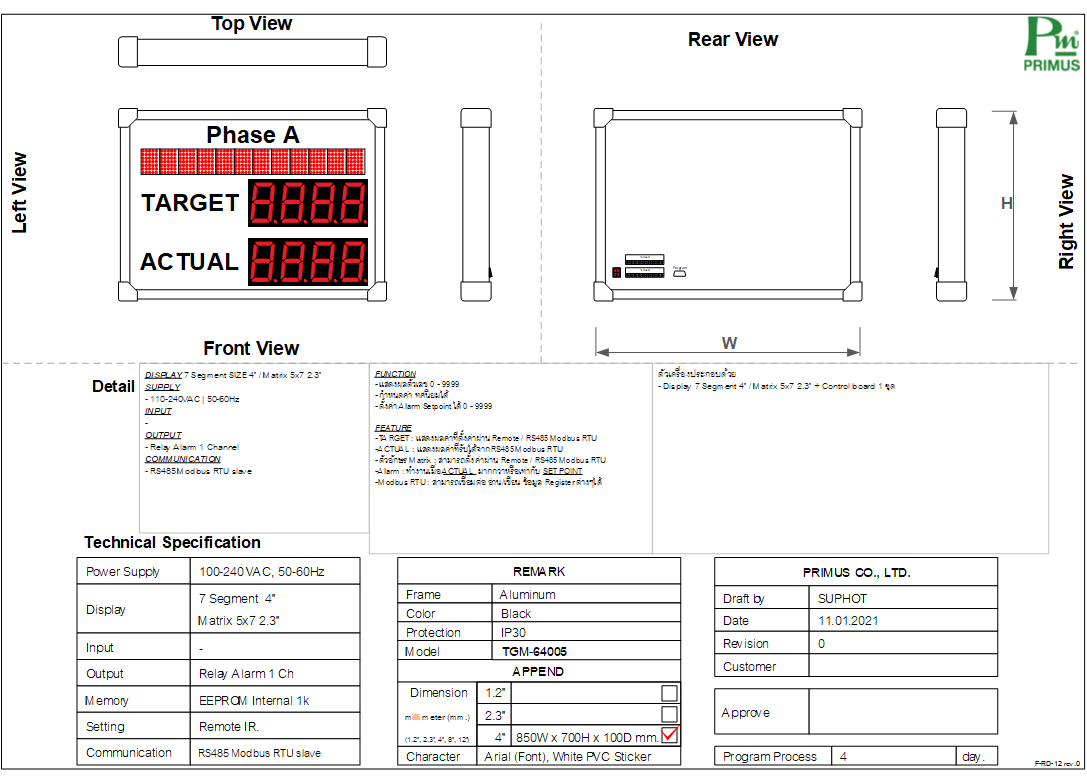 Top View
Rear View
Pm
PRIMUS
Left View
Phase A
TARGET 8.8.8.8.
ACTUAL 8.8.8.8.
Program
H
Right View
W
Front View
Detail
DISPLAY 7 Segment SIZE 4" / Matrix 5x7 2.3"
SUPPLY
- 110-240VAC | 50-60Hz
INPUT
-
OUTPUT
- Relay Alarm 1 Channel
COMMUNICATION
- RS485 Modbus RTU slave
FUNCTION
-แสดงผลตัวเลข 0 - 9999
-กำหนดค่า ทศนิยมได้
-ตั้งค่า Alarm Setpoint ได้ 0 - 9999
FEATURE
-TARGET : แสดงผลค่าที่ตั้งค่าผ่าน Remote / RS485 Modbus RTU
-ACTUAL : แสดงผลค่าที่รับได้จาก RS485 Modbus RTU
-ตัวอักษร Matrix : สามารถตั้งค่าผ่าน Remote / RS485 Modbus RTU
-Alarm : ทำงานเมื่อ ACTUAL มากกว่าหรือเท่ากับ SETPOINT
-Modbus RTU : สามารถเชื่อมต่อ อ่าน/เขียน ข้อมูล Register ต่างๆได้
ตัวเครื่องประกอบด้วย
- Display 7 Segment 4" / Matrix 5x7 2.3" + Control board 1 ชุด
Technical Specification
Power Supply 100-240VAC, 50-60Hz
Display 7 Segment 4"
Matrix 5x7 2.3"
Input -
Output Relay Alarm 1 Ch
Memory EEPROM Internal 1k
Setting Remote IR.
Communication RS485 Modbus RTU slave
REMARK
Frame Aluminum
Color Black
Protection IP30
Model TGM-64005
APPEND
Dimension 1.2"
millimeter (mm.) 2.3"
(1.2", 2.3", 4", 8", 12") 4" 850W x 700H x 100D mm.
Character Arial (Font), White PVC Sticker
PRIMUS CO., LTD.
Draft by SUPHOT
Date 11.01.2021
Revision 0
Customer
Approve
Program Process 4 day.
F-RD-12 rev.0